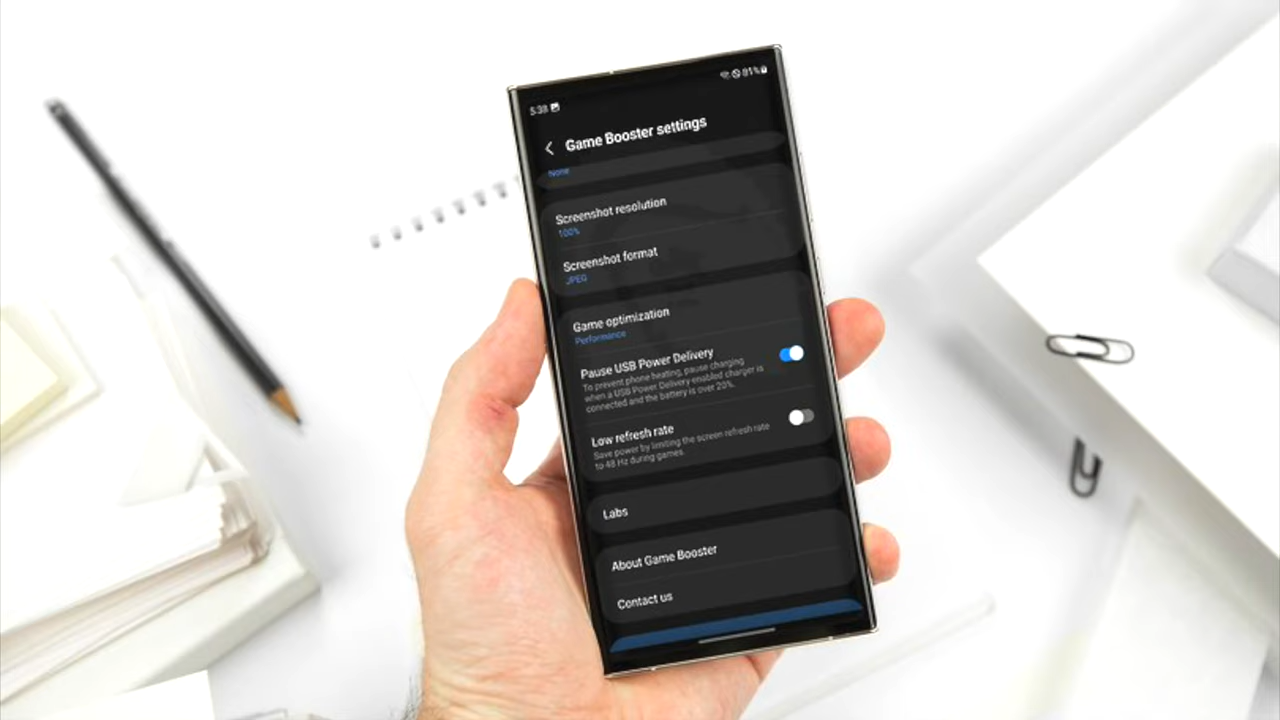 5:38
81%
Game Booster settings
None
Screenshot resolution
100%
Screenshot format
JPEG
Game optimization
Performance
Pause USB Power Delivery
To prevent phone heating, pause charging
when a USB Power Delivery enabled charger is
connected and the battery is over 20%.
Low refresh rate
Save power by limiting the screen refresh rate
to 48 Hz during games.
Labs
About Game Booster
Contact us